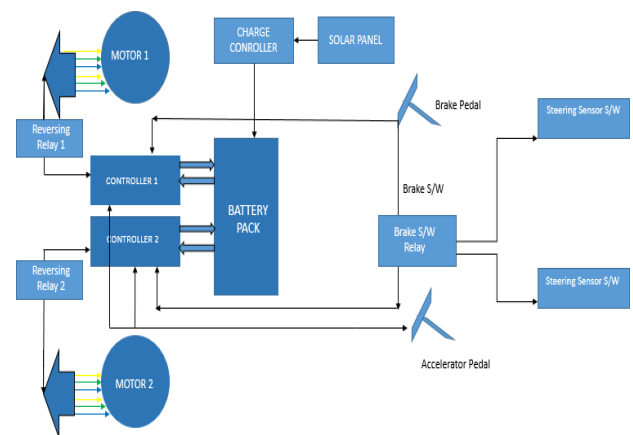 MOTOR 1
CHARGE
CONROLLER
SOLAR PANEL
Brake Pedal
Steering Sensor S/W
Reversing
Relay 1
CONTROLLER 1
BATTERY
PACK
Brake S/W
CONTROLLER 2
Brake S/W
Relay
Reversing
Relay 2
Steering Sensor S/W
Accelerator Pedal
MOTOR 2